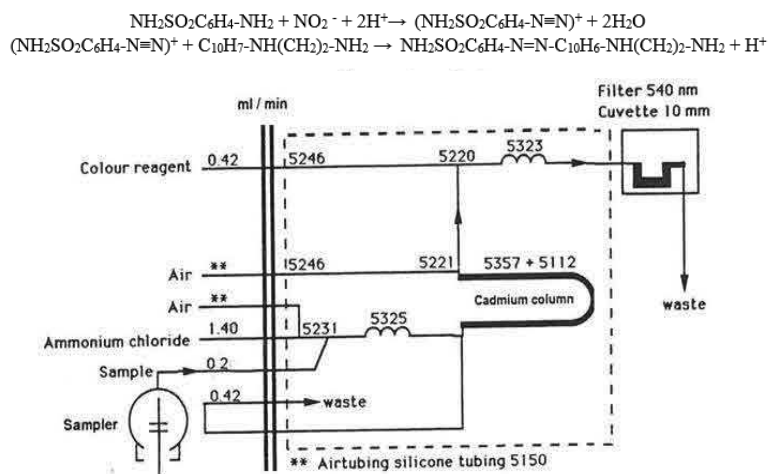 NH2SO2C6H4-NH2 + NO2 - + 2H+→ (NH2SO2C6H4-N≡N)+ + 2H2O
(NH2SO2C6H4-N≡N)+ + C10H7-NH(CH2)2-NH2 → NH2SO2C6H4-N=N-C10H6-NH(CH2)2-NH2 + H+
Filter 540 nm
Cuvette 10 mm
ml / min
Colour reagent 0.42 5246 5220 5323
Air ** 5246 5221 5357 + 5112
Cadmium column
waste
Air **
Ammonium chloride 1.40 5231 5325
Sample 0.2
0.42 waste
Sampler
** Airtubing silicone tubing 5150